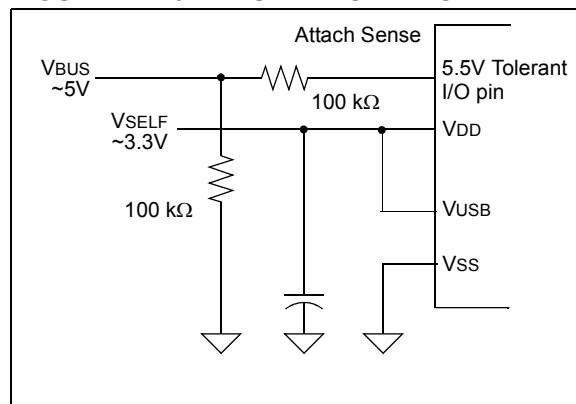 Attach Sense
VBUS
~5V
100 kΩ
5.5V Tolerant
I/O pin
VSELF
~3.3V
VDD
100 kΩ
VUSB
VSS